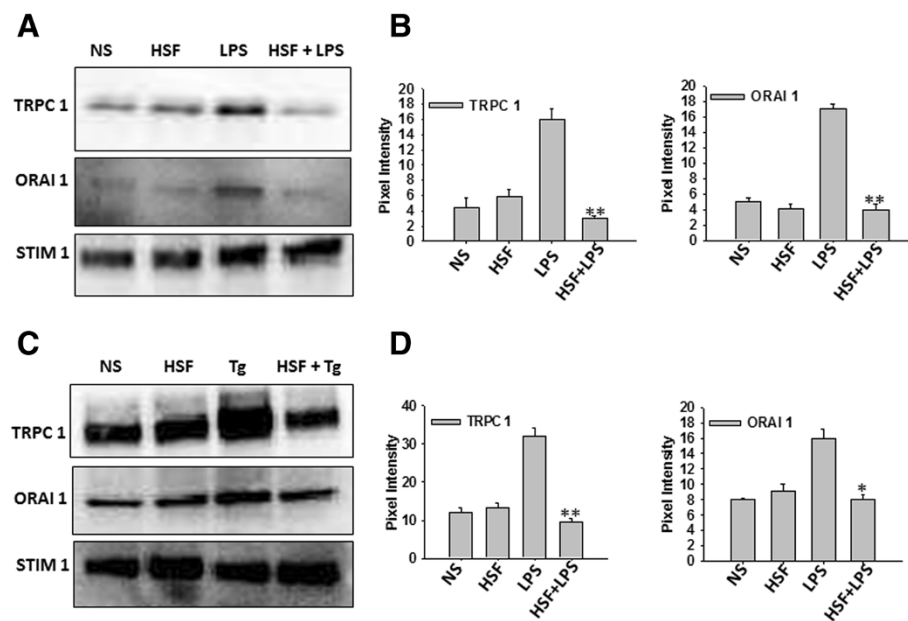 A
NS HSF LPS HSF + LPS
TRPC 1
ORAI 1
STIM 1
B
Pixel Intensity
18
16
14
12
10
8
6
4
2
0
TRPC 1
**
NS HSF LPS HSF+LPS
Pixel Intensity
20
18
16
14
12
10
8
6
4
2
0
ORAI 1
**
NS HSF LPS HSF+LPS
C
NS HSF Tg HSF + Tg
TRPC 1
ORAI 1
STIM 1
D
Pixel Intensity
40
30
20
10
0
TRPC 1
**
NS HSF LPS HSF+LPS
Pixel Intensity
20
18
16
14
12
10
8
6
4
2
0
ORAI 1
*
NS HSF LPS HSF+LPS